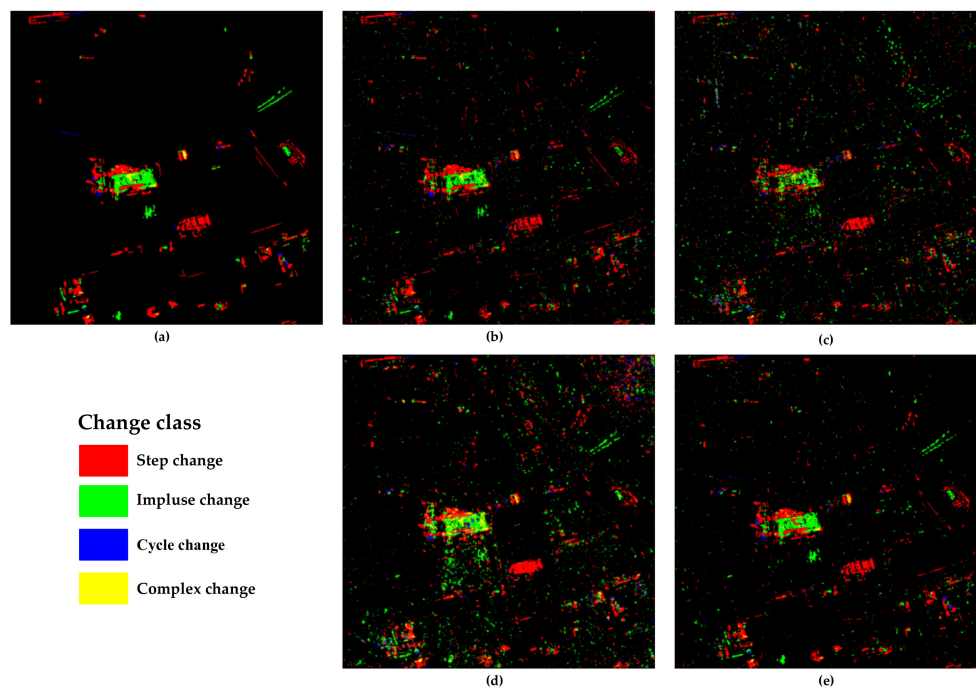 (a)
(b)
(c)
Change class
Step change
Impluse change
Cycle change
Complex change
(d)
(e)